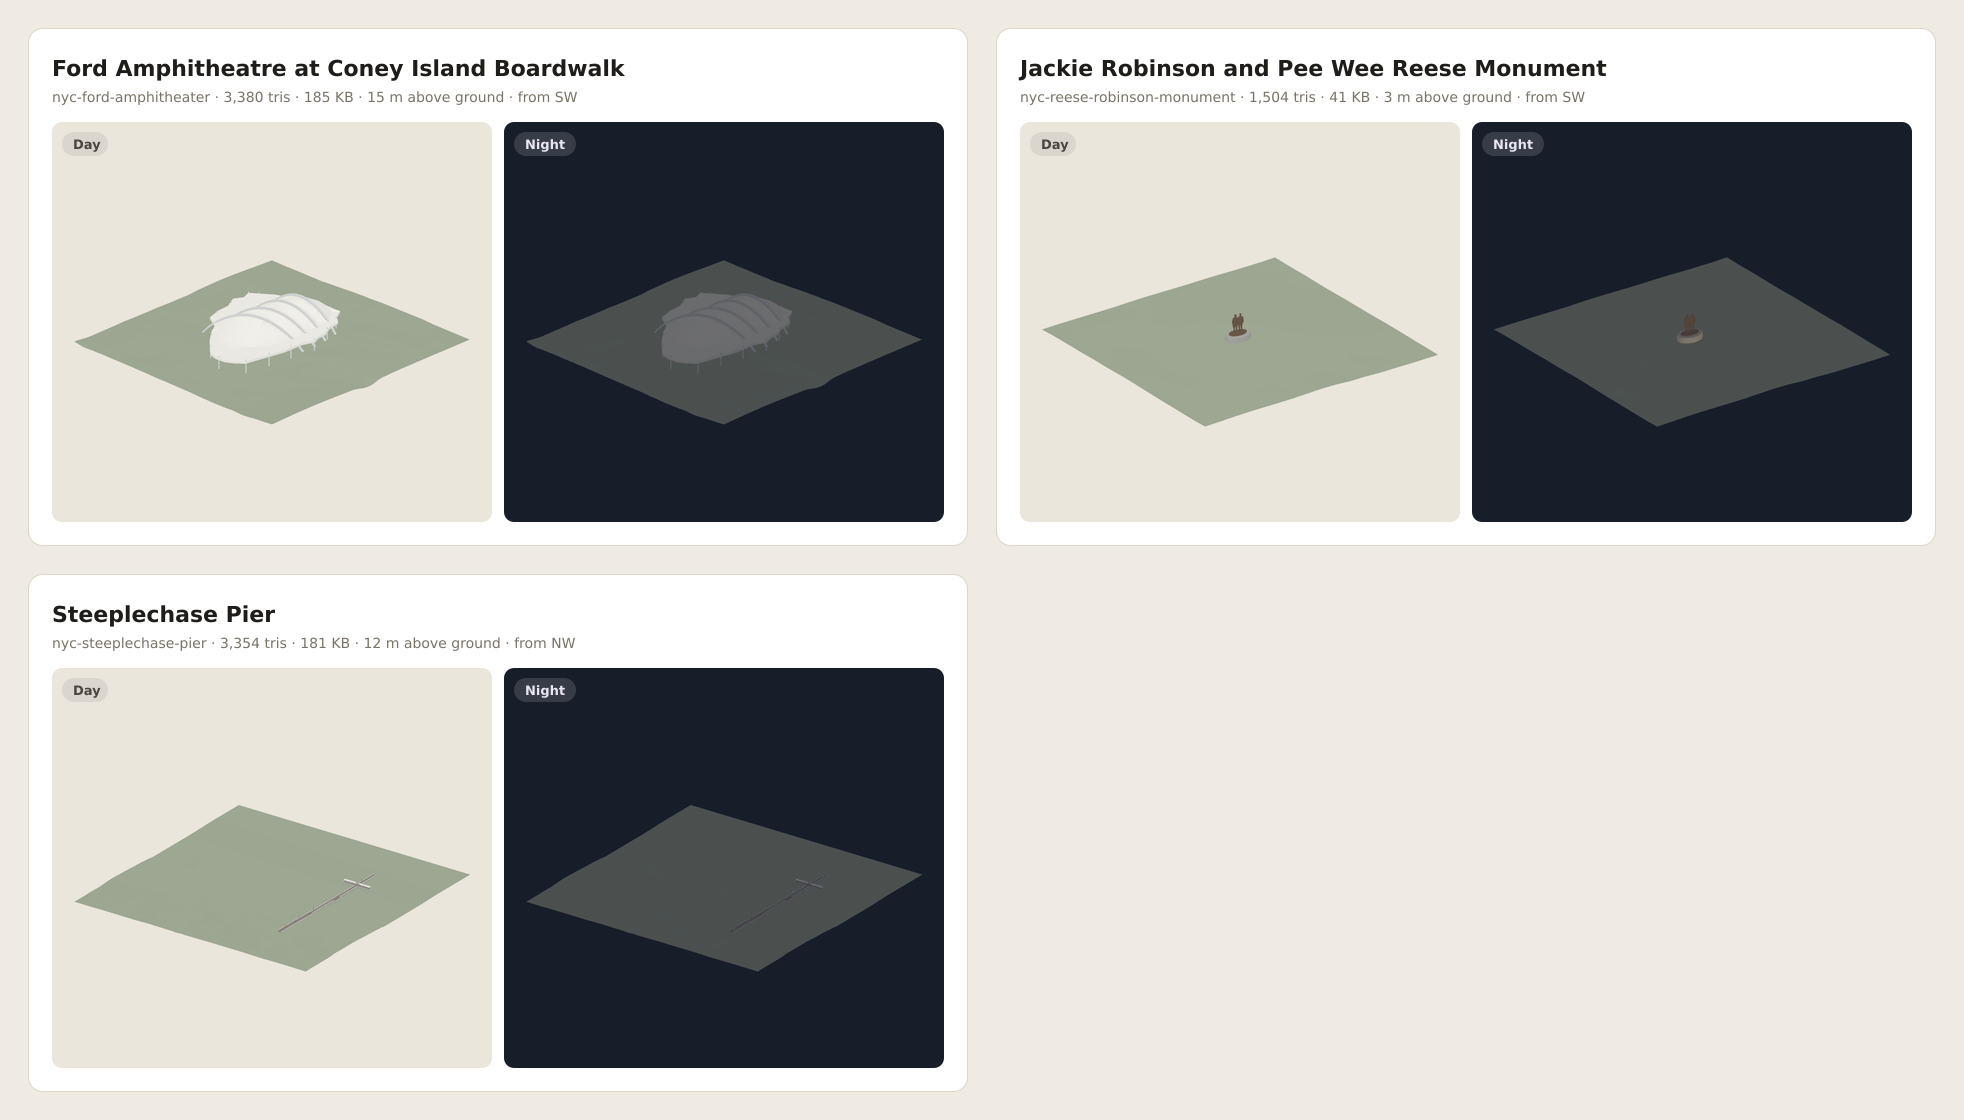 Ford Amphitheatre at Coney Island Boardwalk
nyc-ford-amphitheater · 3,380 tris · 185 KB · 15 m above ground · from SW
Day
Night
Jackie Robinson and Pee Wee Reese Monument
nyc-reese-robinson-monument · 1,504 tris · 41 KB · 3 m above ground · from SW
Day
Night
Steeplechase Pier
nyc-steeplechase-pier · 3,354 tris · 181 KB · 12 m above ground · from NW
Day
Night